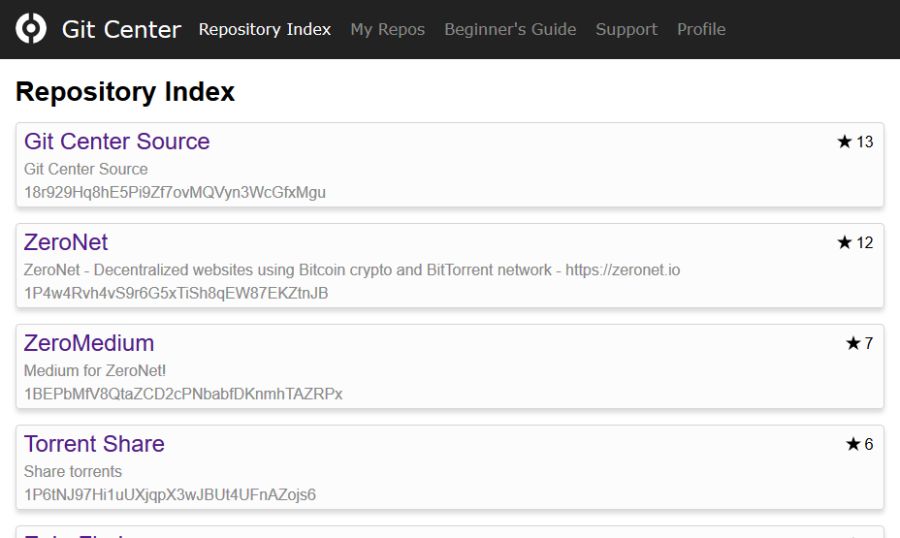 Git Center Repository Index My Repos Beginner's Guide Support Profile
Repository Index
Git Center Source ★ 13
Git Center Source
18r929Hq8hE5Pi9Zf7ovMQVyn3WcGfxMgu
ZeroNet ★ 12
ZeroNet - Decentralized websites using Bitcoin crypto and BitTorrent network - https://zeronet.io
1P4w4Rvh4vS9r6G5xTiSh8qEW87EKZtnJB
ZeroMedium ★ 7
Medium for ZeroNet!
1BEPbMfV8QtaZCD2cPNbabfDKnmhTAZRPx
Torrent Share ★ 6
Share torrents
1P6tNJ97Hi1uUXjqpX3wJBUt4UFnAZojs6